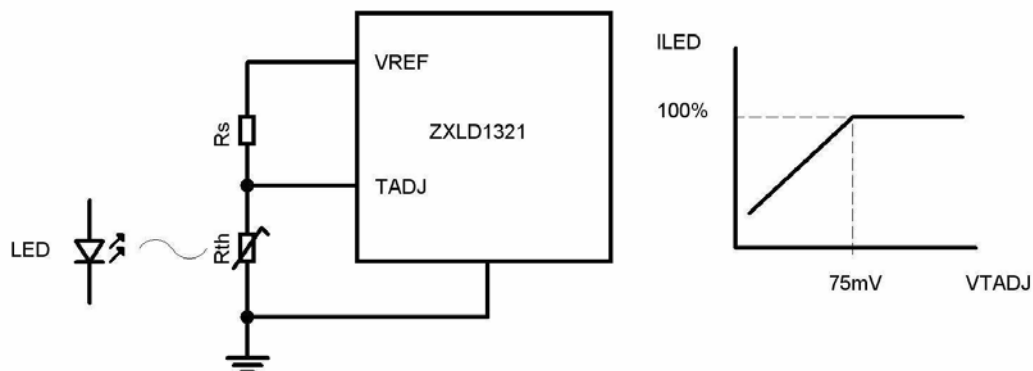 VREF
Rs
ZXLD1321
TADJ
LED
Rth
ILED
100%
75mV
VTADJ